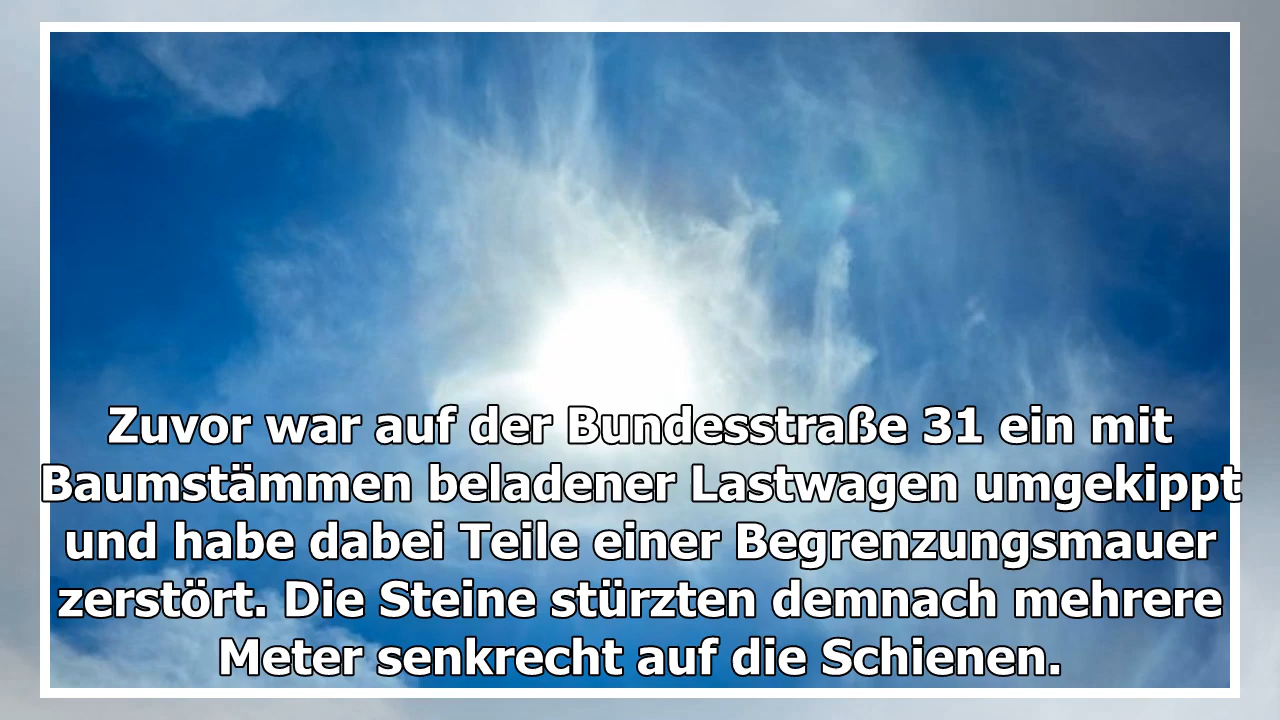 Zuvor war auf der Bundesstraße 31 ein mit
Baumstämmen beladener Lastwagen umgekippt
und habe dabei Teile einer Begrenzungsmauer
zerstört. Die Steine stürzten demnach mehrere
Meter senkrecht auf die Schienen.